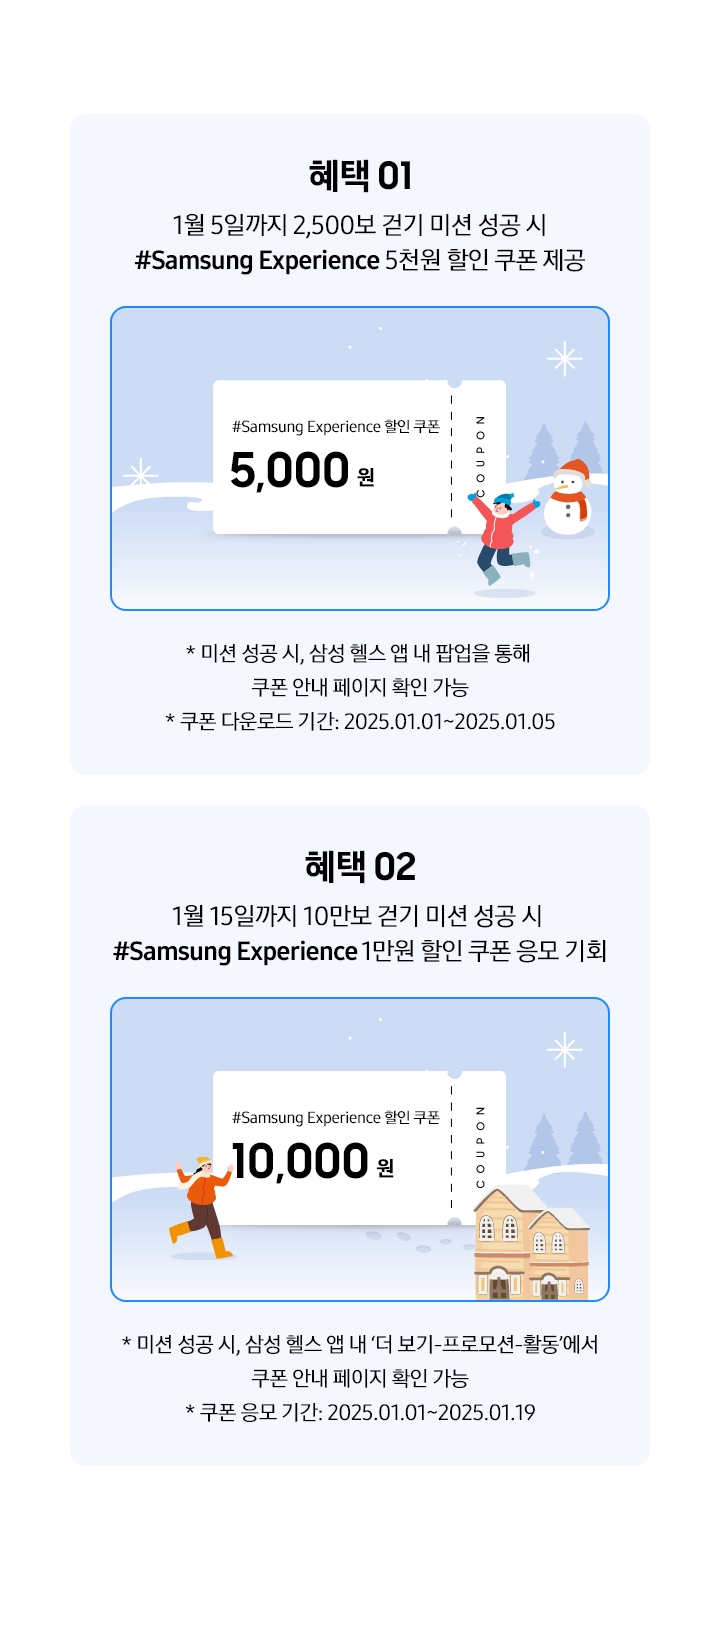 혜택 01
1월 5일까지 2,500보 걷기 미션 성공 시
#Samsung Experience 5천원 할인 쿠폰 제공
#Samsung Experience 할인 쿠폰
5,000 원
COUPON
* 미션 성공 시, 삼성 헬스 앱 내 팝업을 통해
쿠폰 안내 페이지 확인 가능
* 쿠폰 다운로드 기간: 2025.01.01~2025.01.05
혜택 02
1월 15일까지 10만보 걷기 미션 성공 시
#Samsung Experience 1만원 할인 쿠폰 응모 기회
#Samsung Experience 할인 쿠폰
10,000 원
COUPON
* 미션 성공 시, 삼성 헬스 앱 내 ‘더 보기-프로모션-활동’에서
쿠폰 안내 페이지 확인 가능
* 쿠폰 응모 기간: 2025.01.01~2025.01.19